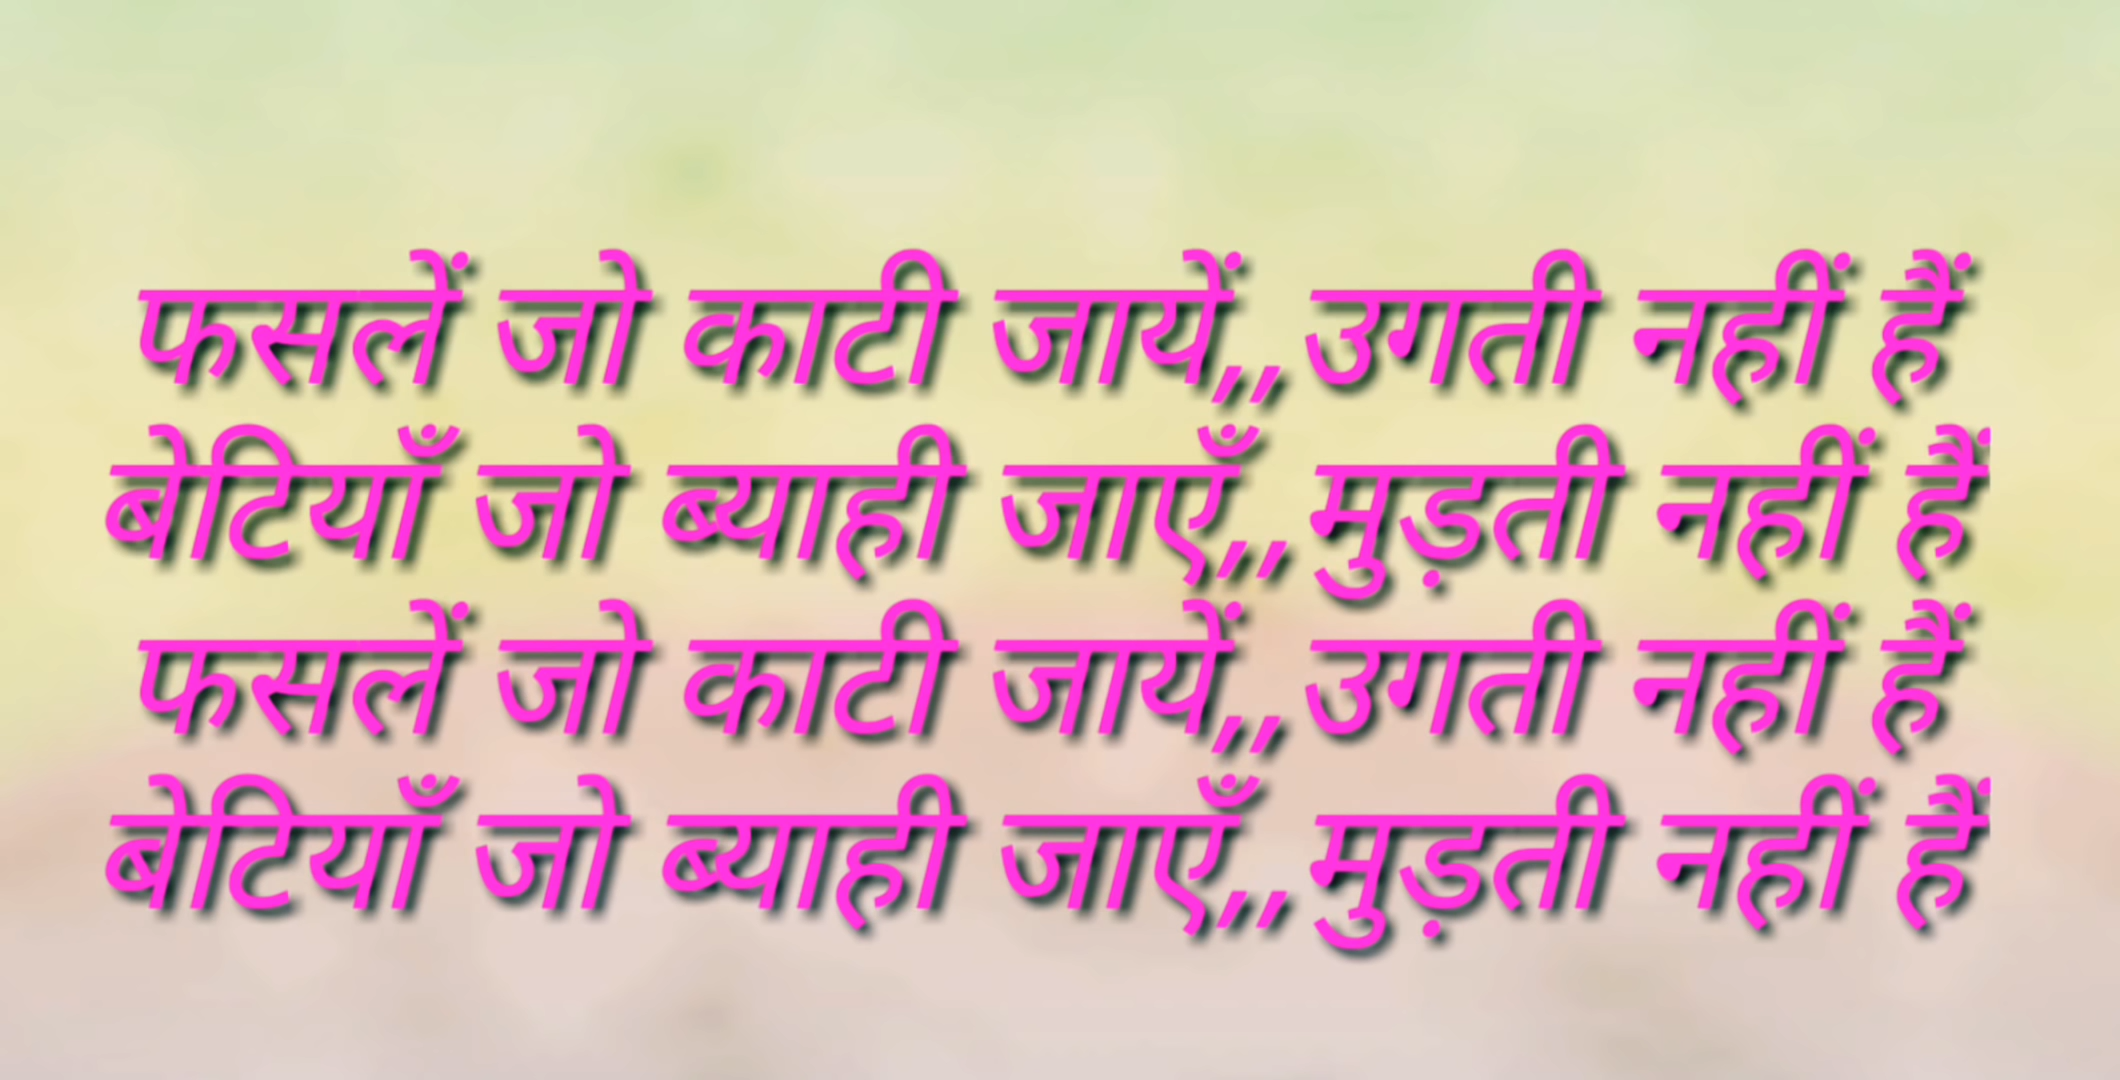 फसलें जो काटी जायें,,उगती नहीं हैं
बेटियाँ जो ब्याही जाएँ,,मुड़ती नहीं हैं
फसलें जो काटी जायें,,उगती नहीं हैं
बेटियाँ जो ब्याही जाएँ,,मुड़ती नहीं हैं